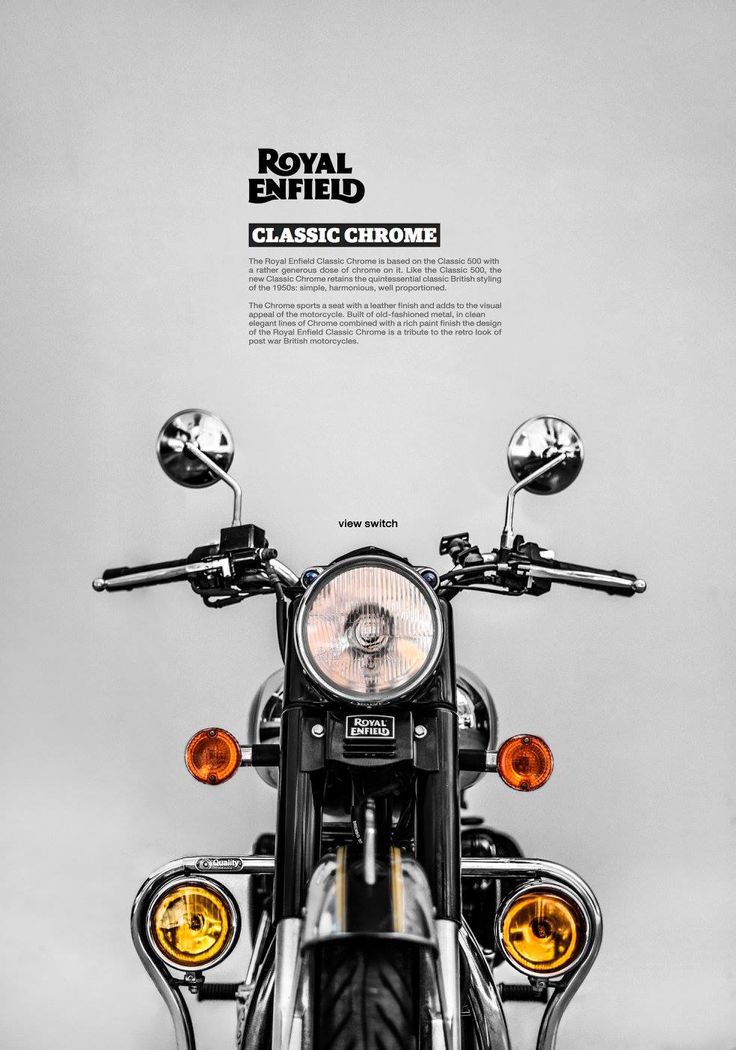 ROYAL
ENFIELD
CLASSIC CHROME
The Royal Enfield Classic Chrome is based on the Classic 500 with
a rather generous dose of chrome on it. Like the Classic 500, the
new Classic Chrome retains the quintessential classic British styling
of the 1950s: simple, harmonious, well proportioned.
The Chrome sports a seat with a leather finish and adds to the visual
appeal of the motorcycle. Built of old-fashioned metal, in clean
elegant lines of Chrome combined with a rich paint finish the design
of the Royal Enfield Classic Chrome is a tribute to the retro look of
post war British motorcycles.
view switch
ROYAL
ENFIELD
Quality